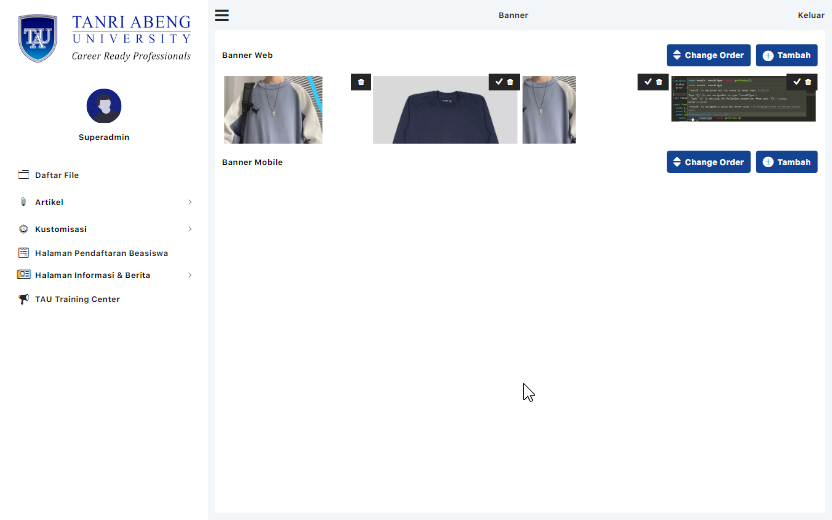 TANRI ABENG
UNIVERSITY
Career Ready Professionals
Superadmin
Daftar File
Artikel
Kustomisasi
Halaman Pendaftaran Beasiswa
Halaman Informasi & Berita
TAU Training Center
Banner
Keluar
Banner Web
Change Order
Tambah
Banner Mobile
Change Order
Tambah